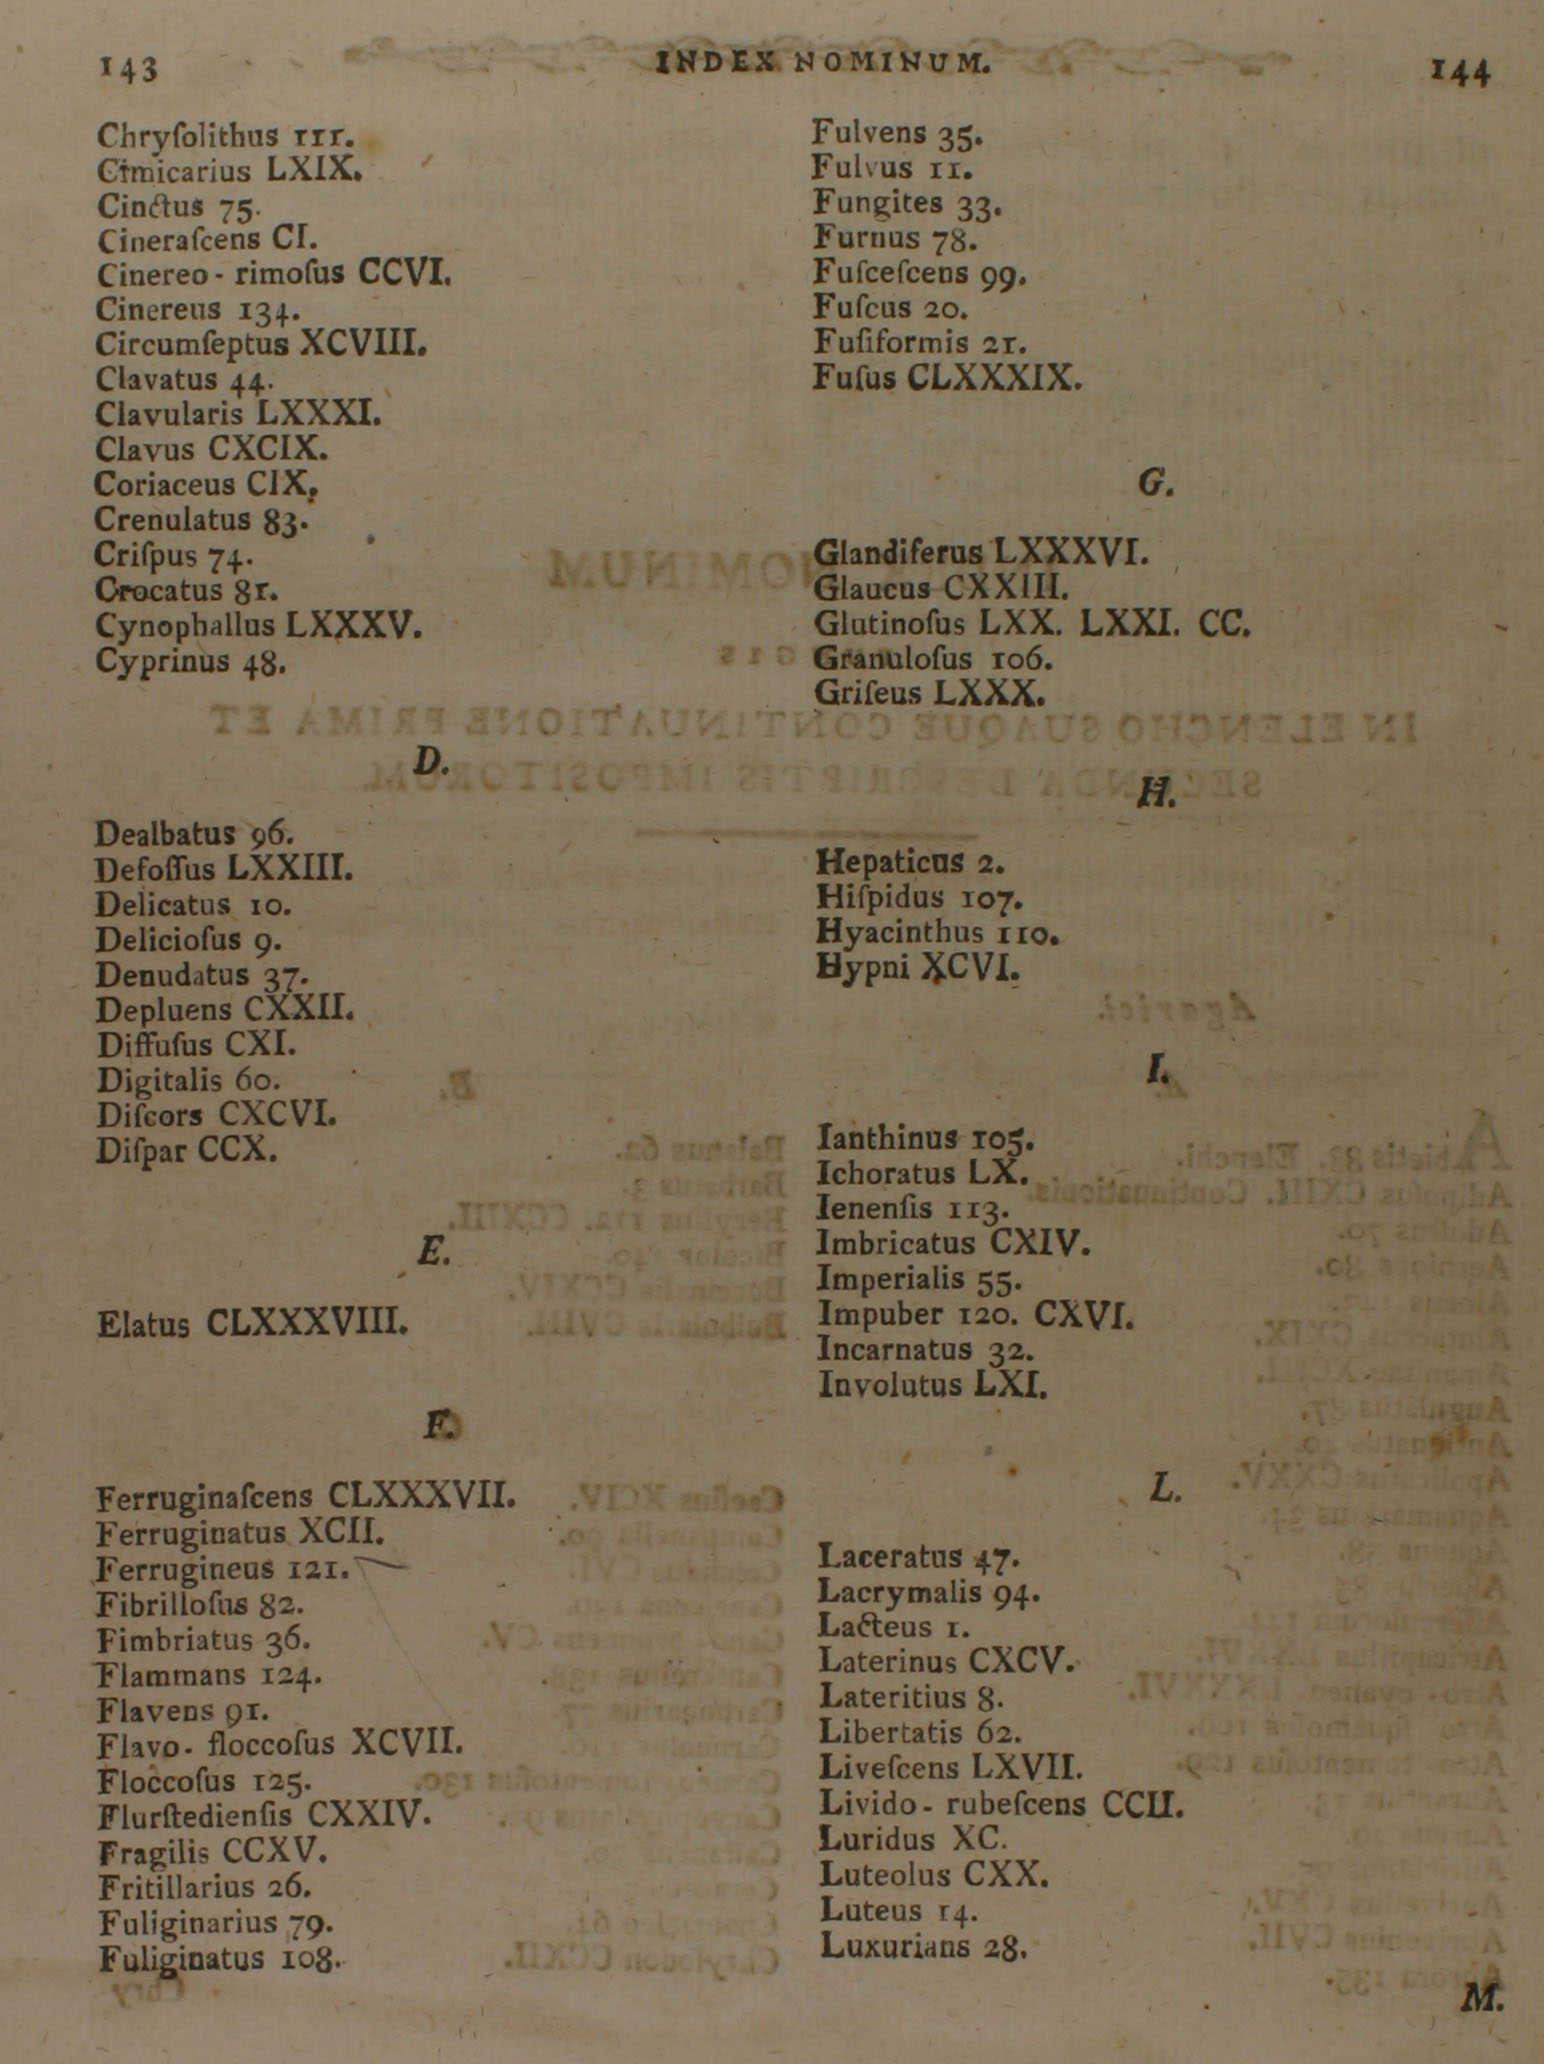 143
INDEX NOMINUM.
144
Chryſolithus 111.
Cimicarius LXIX.
Cinctus 75.
Cineraſcens CI.
Cinereo - rimoſus CCVI.
Cinereus 134.
Circumſeptus XCVIII.
Clavatus 44.
Clavularis LXXXI.
Clavus CXCIX.
Coriaceus CIX.
Crenulatus 83.
Criſpus 74.
Crocatus 81.
Cynophallus LXXXV.
Cyprinus 48.
D.
Dealbatus 96.
Defoſſus LXXIII.
Delicatus 10.
Delicioſus 9.
Denudatus 37.
Depluens CXXII.
Diffuſus CXI.
Digitalis 60.
Diſcors CXCVI.
Diſpar CCX.
E.
Elatus CLXXXVIII.
F.
Ferruginaſcens CLXXXVII.
Ferruginatus XCII.
Ferrugineus 121.
Fibrilloſus 82.
Fimbriatus 36.
Flammans 124.
Flavens 91.
Flavo - floccoſus XCVII.
Floccoſus 125.
Flurſtedienſis CXXIV.
Fragilis CCXV.
Fritillarius 26.
Fuliginarius 79.
Fuliginatus 108.
Fulvens 35.
Fulvus 11.
Fungites 33.
Furnus 78.
Fuſceſcens 99.
Fuſcus 20.
Fuſiformis 21.
Fuſus CLXXXIX.
G.
Glandiferus LXXXVI.
Glaucus CXXIII.
Glutinoſus LXX. LXXI. CC.
Granuloſus 106.
Griſeus LXXX.
H.
Hepaticus 2.
Hiſpidus 107.
Hyacinthus 110.
Hypni XCVI.
I.
Ianthinus 105.
Ichoratus LX.
Ienenſis 113.
Imbricatus CXIV.
Imperialis 55.
Impuber 120. CXVI.
Incarnatus 32.
Involutus LXI.
L.
Laceratus 47.
Lacrymalis 94.
Lacteus 1.
Laterinus CXCV.
Lateritius 8.
Libertatis 62.
Liveſcens LXVII.
Livido - rubeſcens CCII.
Luridus XC.
Luteolus CXX.
Luteus 14.
Luxurians 28.
M.